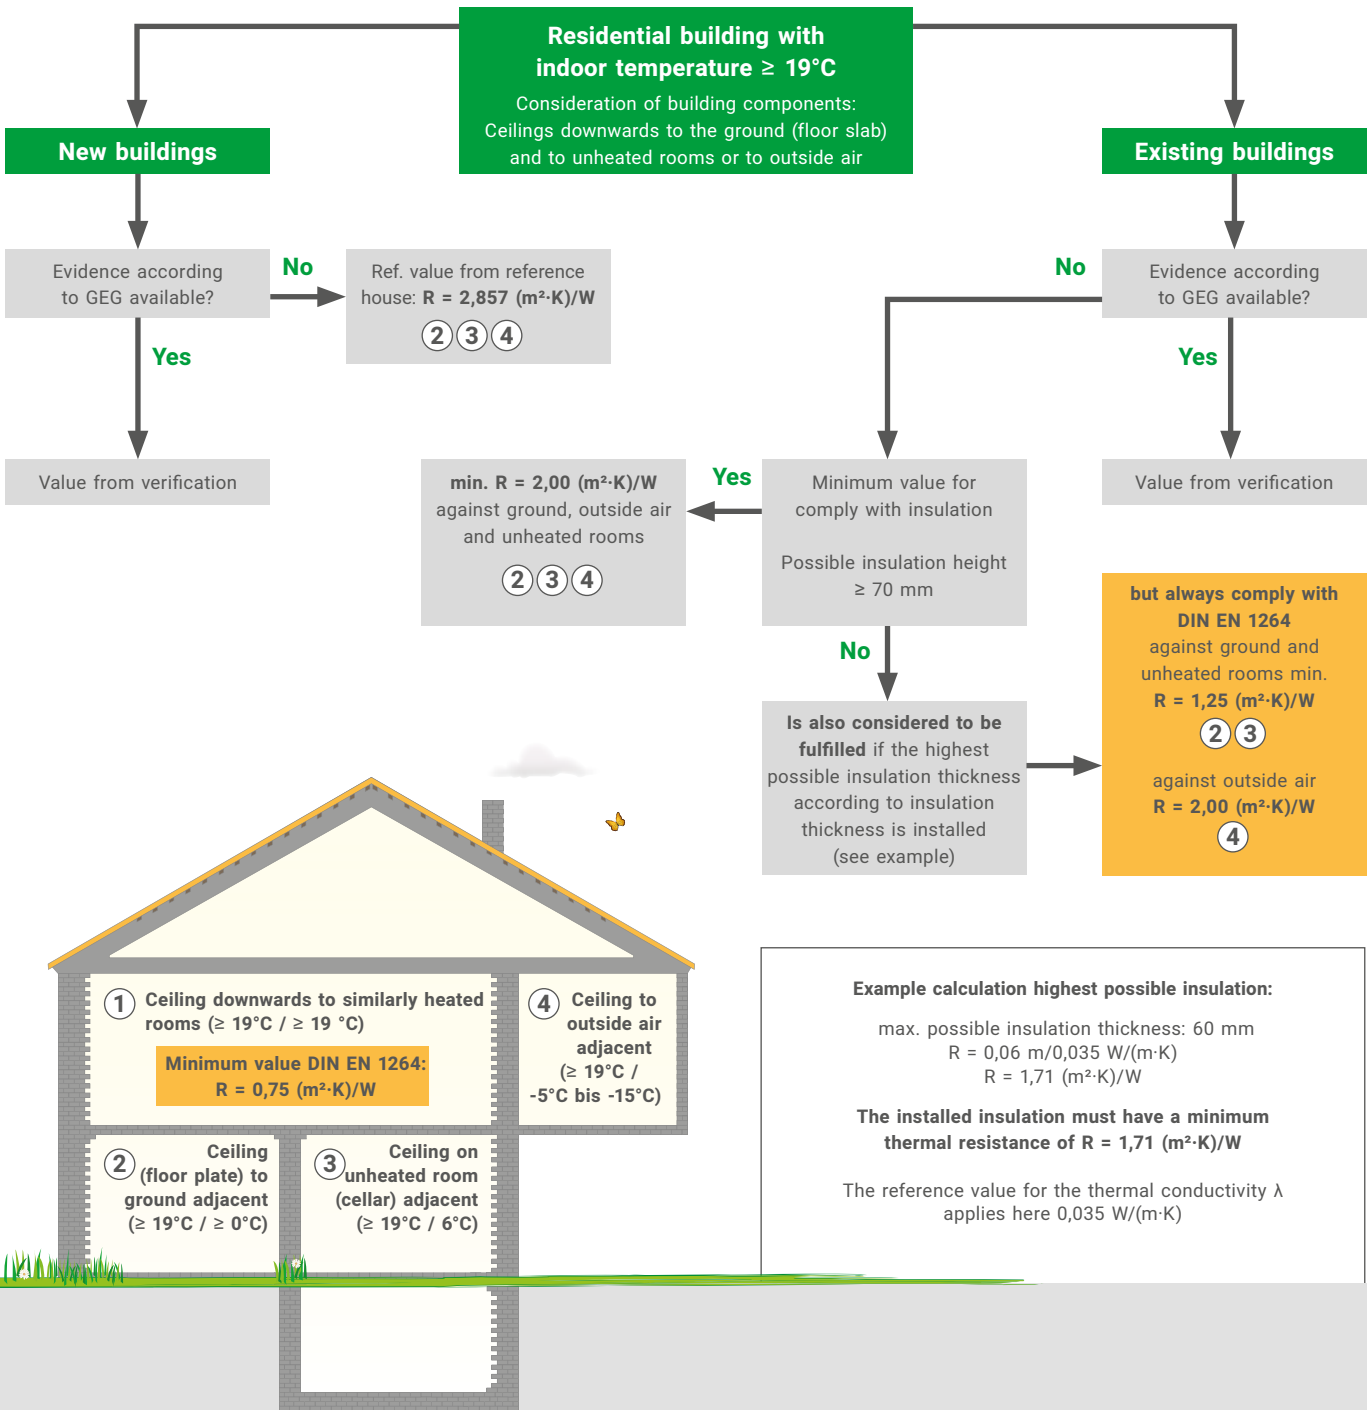 Residential building with
indoor temperature ≥ 19°C
Consideration of building components:
Ceilings downwards to the ground (floor slab)
and to unheated rooms or to outside air
New buildings
Existing buildings
Evidence according
to GEG available?
No
Ref. value from reference
house: R = 2,857 (m²·K)/W
2 3 4
Yes
Value from verification
No
Evidence according
to GEG available?
Yes
Value from verification
min. R = 2,00 (m²·K)/W
against ground, outside air
and unheated rooms
2 3 4
Yes
Minimum value for
comply with insulation
Possible insulation height
≥ 70 mm
No
Is also considered to be
fulfilled if the highest
possible insulation thickness
according to insulation
thickness is installed
(see example)
but always comply with
DIN EN 1264
against ground and
unheated rooms min.
R = 1,25 (m²·K)/W
2 3
against outside air
R = 2,00 (m²·K)/W
4
1 Ceiling downwards to similarly heated
rooms (≥ 19°C / ≥ 19 °C)
Minimum value DIN EN 1264:
R = 0,75 (m²·K)/W
4 Ceiling to
outside air
adjacent
(≥ 19°C /
-5°C bis -15°C)
2 Ceiling
(floor plate) to
ground adjacent
(≥ 19°C / ≥ 0°C)
3 Ceiling on
unheated room
(cellar) adjacent
(≥ 19°C / 6°C)
Example calculation highest possible insulation:
max. possible insulation thickness: 60 mm
R = 0,06 m/0,035 W/(m·K)
R = 1,71 (m²·K)/W
The installed insulation must have a minimum
thermal resistance of R = 1,71 (m²·K)/W
The reference value for the thermal conductivity λ
applies here 0,035 W/(m·K)